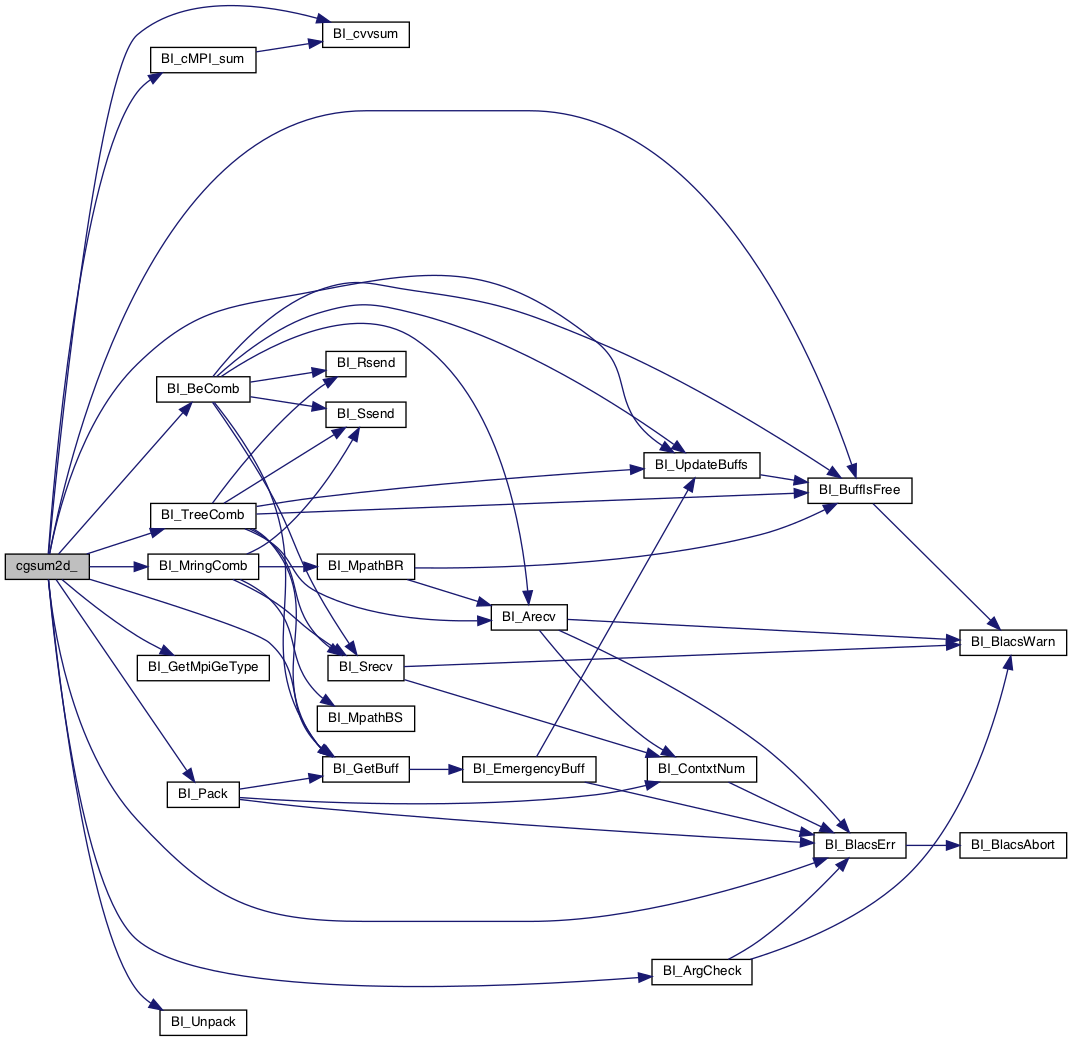 BI_cvvsum
BI_cMPI_sum
BI_Rsend
BI_BeComb
BI_Ssend
BI_UpdateBuffs
BI_BuffIsFree
BI_TreeComb
cgsum2d_
BI_MringComb
BI_MpathBR
BI_Arecv
BI_BlacsWarn
BI_GetMpiGeType
BI_Srecv
BI_MpathBS
BI_GetBuff
BI_EmergencyBuff
BI_ContxtNum
BI_Pack
BI_BlacsErr
BI_BlacsAbort
BI_ArgCheck
BI_Unpack